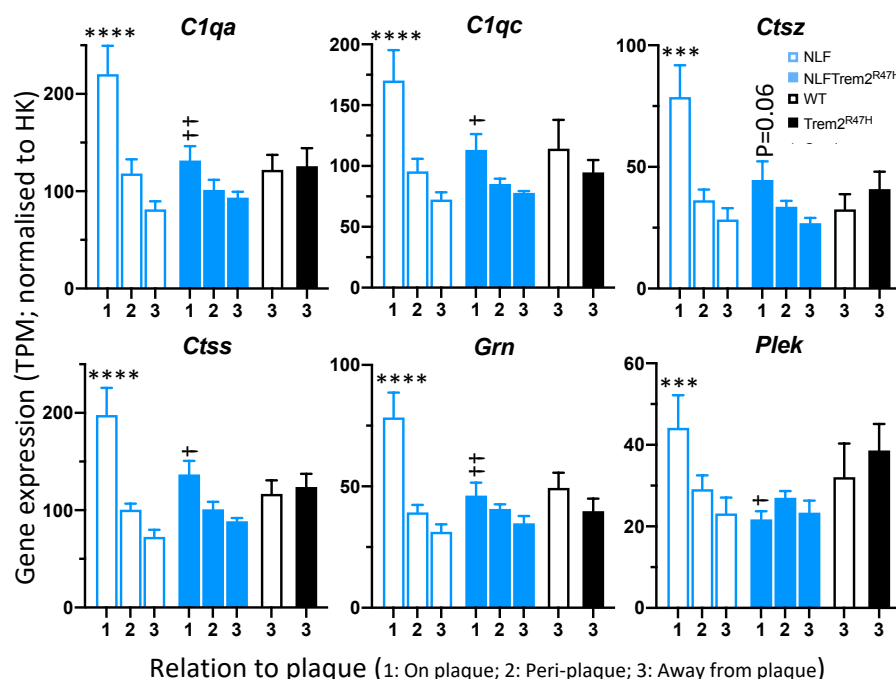 Gene expression (TPM; normalised to HK)
C1qa
****
250
200
150
100
50
0
††
1 2 3 1 2 3 3 3
C1qc
****
200
150
100
50
0
†
1 2 3 1 2 3 3 3
Ctsz
***
100
50
0
P=0.06
NLF
NLFTrem2R47H
WT
Trem2R47H
1 2 3 1 2 3 3 3
Ctss
****
200
100
0
†
1 2 3 1 2 3 3 3
Grn
****
100
50
0
††
1 2 3 1 2 3 3 3
Plek
***
60
40
20
0
†
1 2 3 1 2 3 3 3
Relation to plaque (1: On plaque; 2: Peri-plaque; 3: Away from plaque)